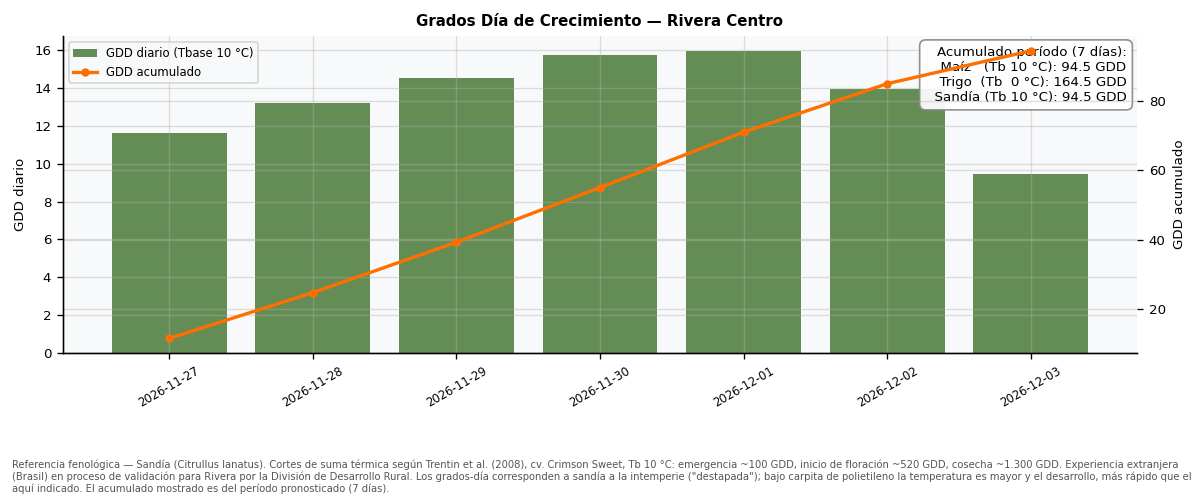 Grados Día de Crecimiento — Rivera Centro
GDD diario (Tbase 10 °C)
GDD acumulado
Acumulado período (7 días):
Maíz (Tb 10 °C): 94.5 GDD
Trigo (Tb 0 °C): 164.5 GDD
Sandía (Tb 10 °C): 94.5 GDD
GDD diario
16
14
12
10
8
6
4
2
0
80
60
40
20
GDD acumulado
2026-11-27
2026-11-28
2026-11-29
2026-11-30
2026-12-01
2026-12-02
2026-12-03
Referencia fenológica — Sandía (Citrullus lanatus). Cortes de suma térmica según Trentin et al. (2008), cv. Crimson Sweet, Tb 10 °C: emergencia ~100 GDD, inicio de floración ~520 GDD, cosecha ~1.300 GDD. Experiencia extranjera
(Brasil) en proceso de validación para Rivera por la División de Desarrollo Rural. Los grados-día corresponden a sandía a la intemperie ("destapada"); bajo carpita de polietileno la temperatura es mayor y el desarrollo, más rápido que el
aquí indicado. El acumulado mostrado es del período pronosticado (7 días).